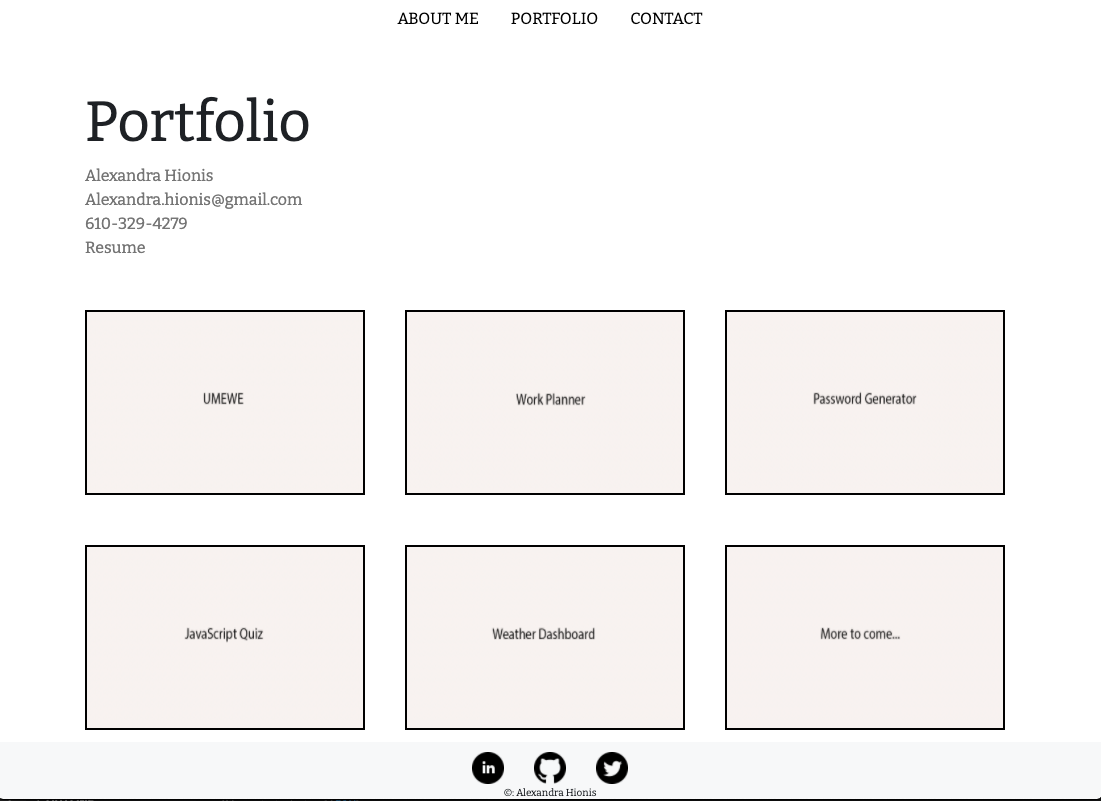 ABOUT ME PORTFOLIO CONTACT
Portfolio
Alexandra Hionis
Alexandra.hionis@gmail.com
610-329-4279
Resume
UMEWE
Work Planner
Password Generator
JavaScript Quiz
Weather Dashboard
More to come...
in
©: Alexandra Hionis